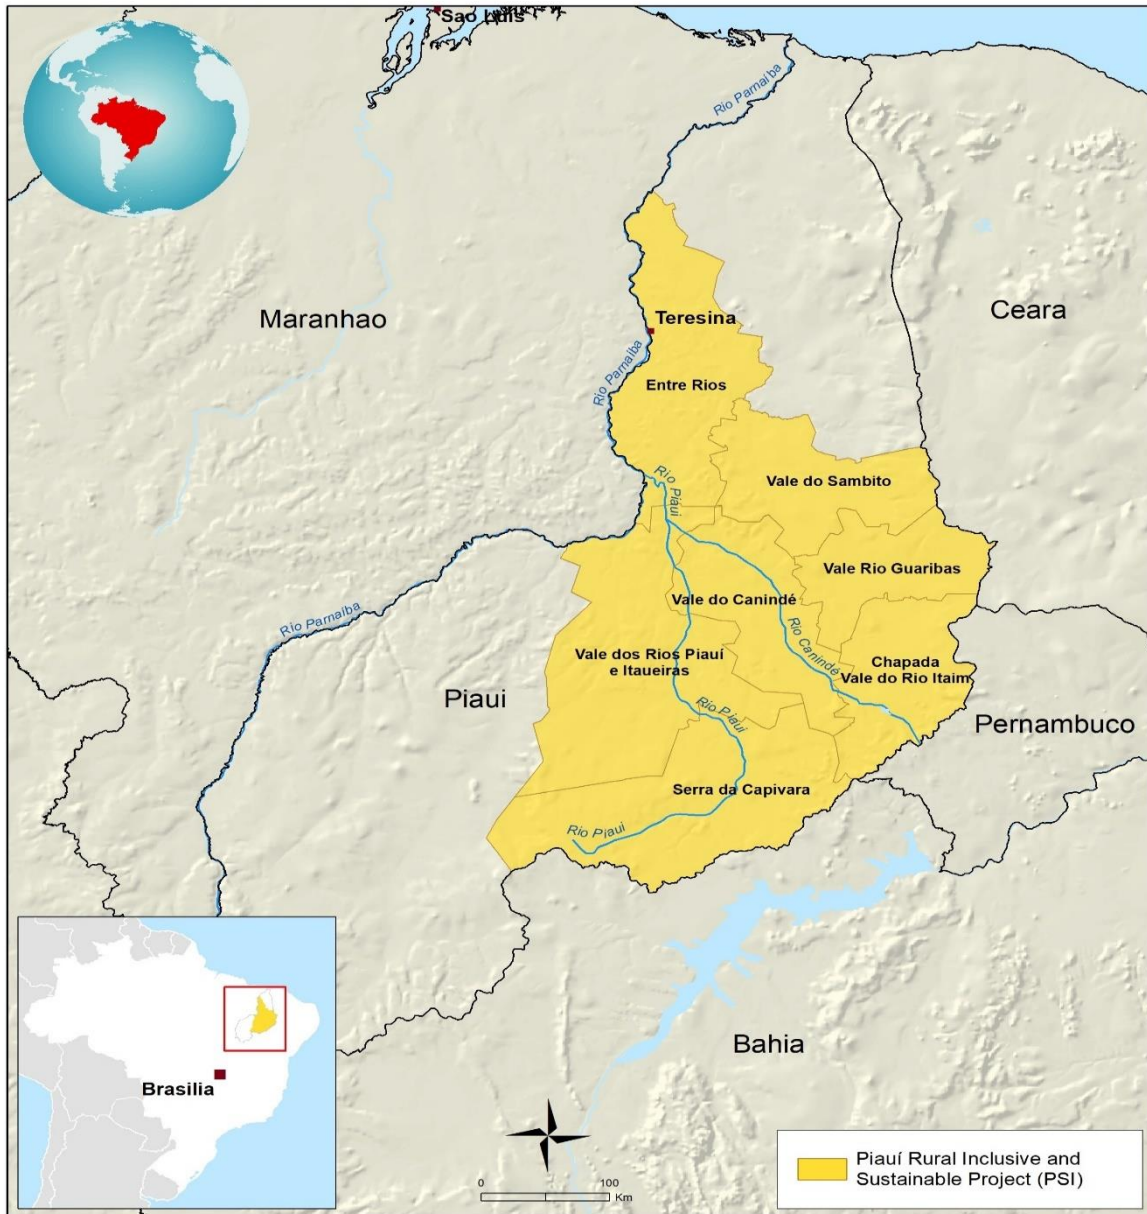 Sao Luis
Rio Parnaíba
Maranhao
Ceara
Teresina
Rio Parnaíba
Entre Rios
Rio Piaui
Vale do Sambito
Vale Rio Guaribas
Vale do Canindé
Rio Parnaiba
Rio Canindé
Vale dos Rios Piauí
e Itaueiras
Chapada
Vale do Rio Itaim
Piaui
Rio Piaui
Pernambuco
Serra da Capivara
Rio Piaui
Bahia
Brasilia
0 100
Km
Piauí Rural Inclusive and
Sustainable Project (PSI)